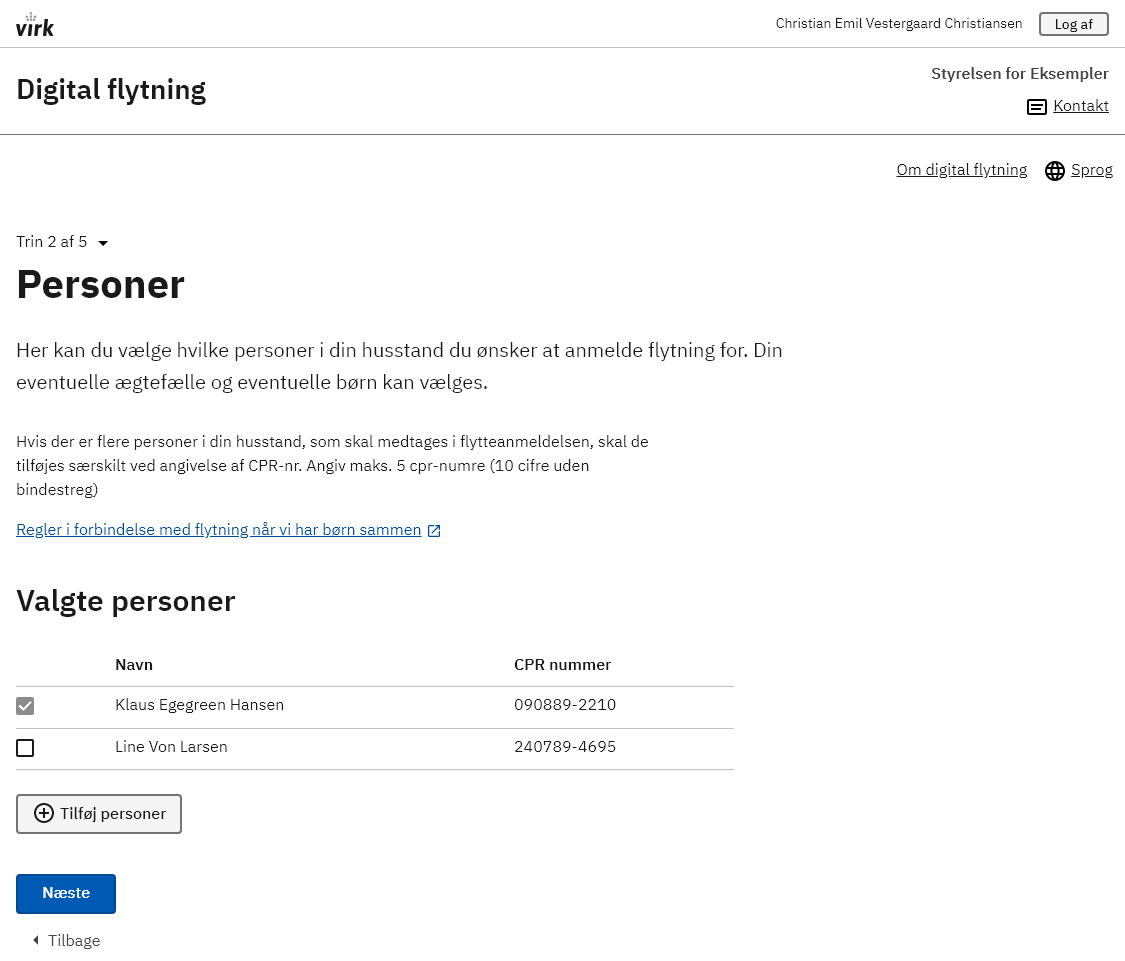 virk
Christian Emil Vestergaard Christiansen
Log af
Digital flytning
Styrelsen for Eksempler
Kontakt
Om digital flytning
Sprog
Trin 2 af 5
Personer
Her kan du vælge hvilke personer i din husstand du ønsker at anmelde flytning for. Din
eventuelle ægtefælle og eventuelle børn kan vælges.
Hvis der er flere personer i din husstand, som skal medtages i flytteanmeldelsen, skal de
tilføjes særskilt ved angivelse af CPR-nr. Angiv maks. 5 cpr-numre (10 cifre uden
bindestreg)
Regler i forbindelse med flytning når vi har børn sammen
Valgte personer
Navn CPR nummer
Klaus Egegreen Hansen 090889-2210
Line Von Larsen 240789-4695
Tilføj personer
Næste
Tilbage